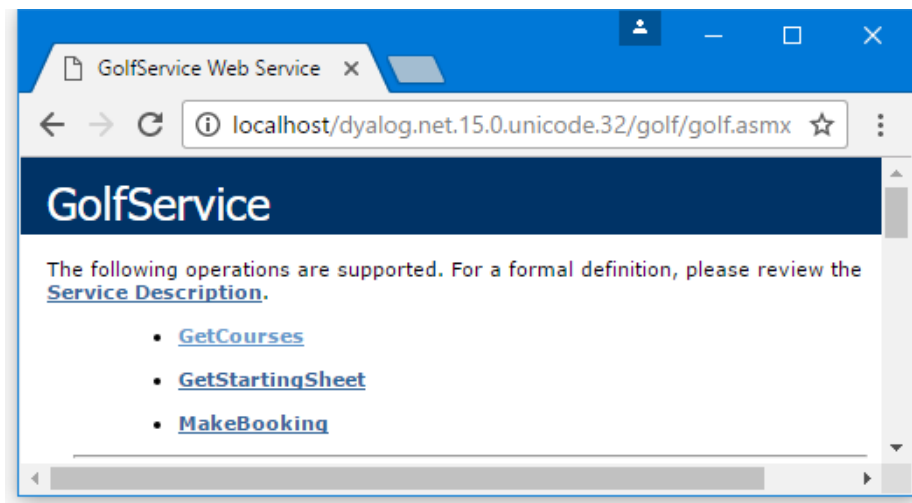 GolfService Web Service
localhost/dyalog.net.15.0.unicode.32/golf/golf.asmx
GolfService
The following operations are supported. For a formal definition, please review the
Service Description.
GetCourses
GetStartingSheet
MakeBooking